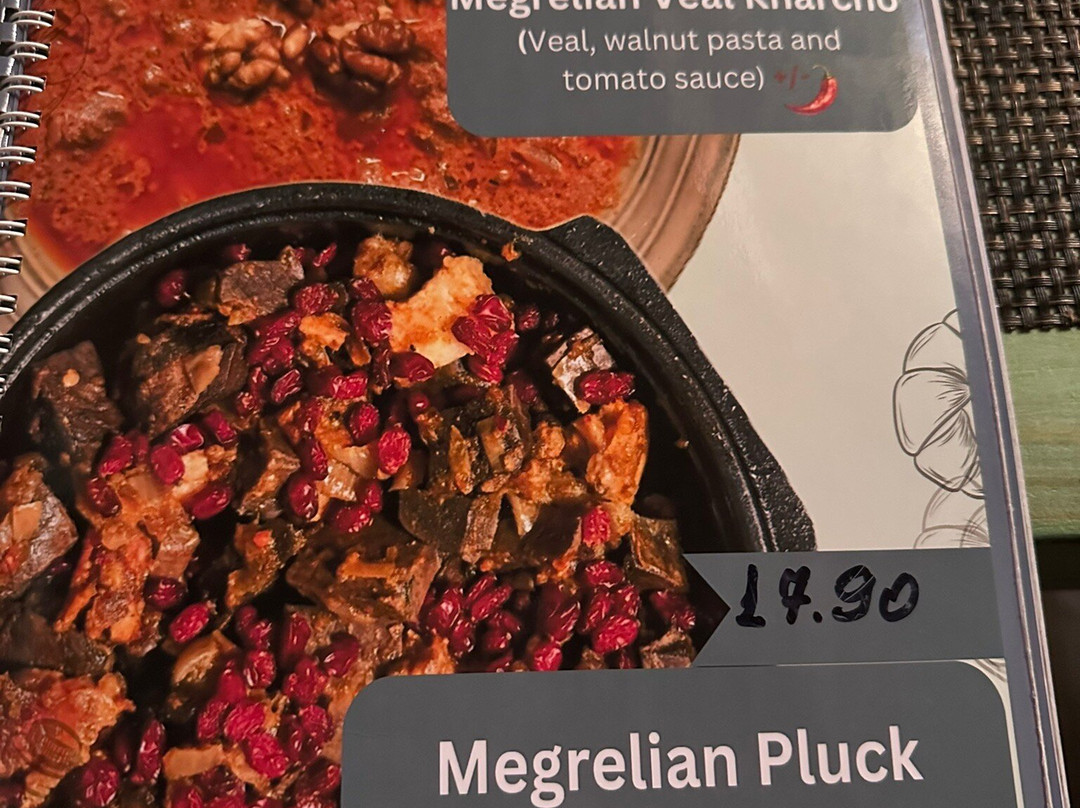 Megrelian Veal Kharcho
(Veal, walnut pasta and
tomato sauce) +/-
17.90
Megrelian Pluck